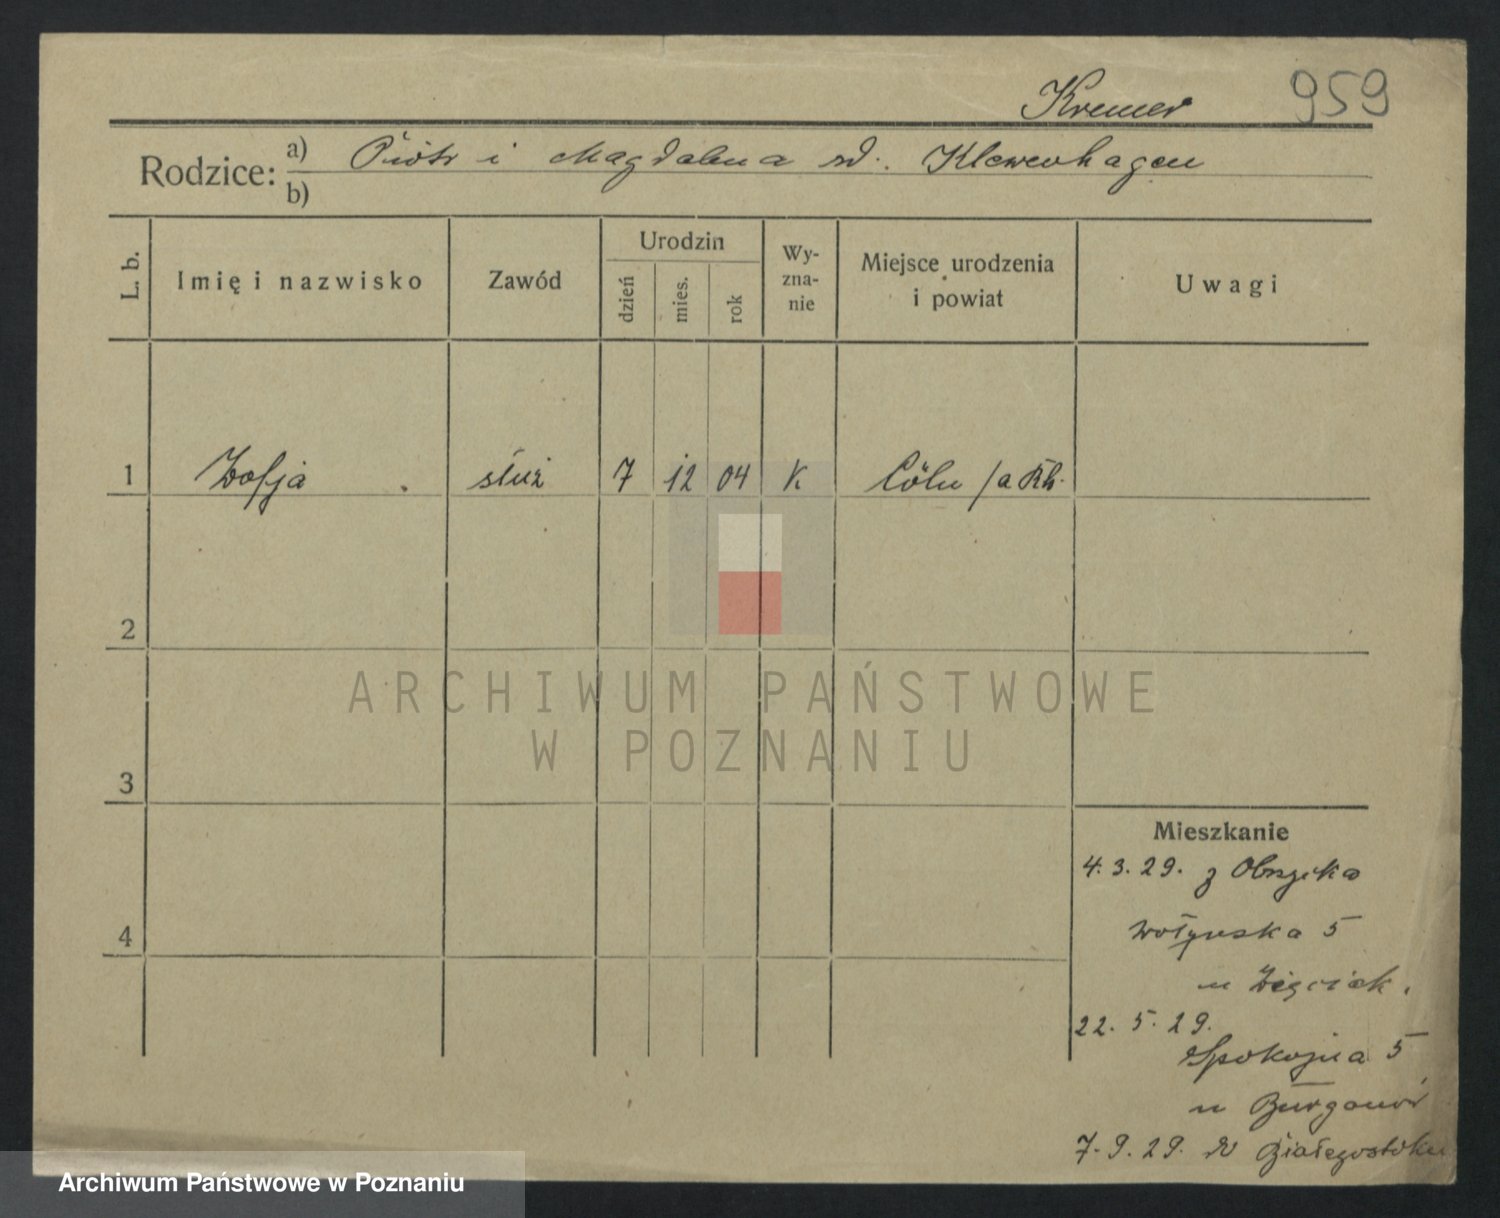 Kremer 959
Rodzice: a) Piotr i Magdalena
b)
L. b. Imię i nazwisko Zawód Urodzin dzień mies. rok Wy-zna-nie Miejsce urodzenia i powiat Uwagi
1 Zofja służ 7 12 04 K Cöln /a Rh.
2
3
4
Mieszkanie
4. 3. 29. z Obrzycka
Wołyńska 5
u
22. 5. 29.
Spokojna 5
u
7. 9. 29. do Białegostoku
ARCHIWUM PAŃSTWOWE
W POZNANIU
Archiwum Państwowe w Poznaniu